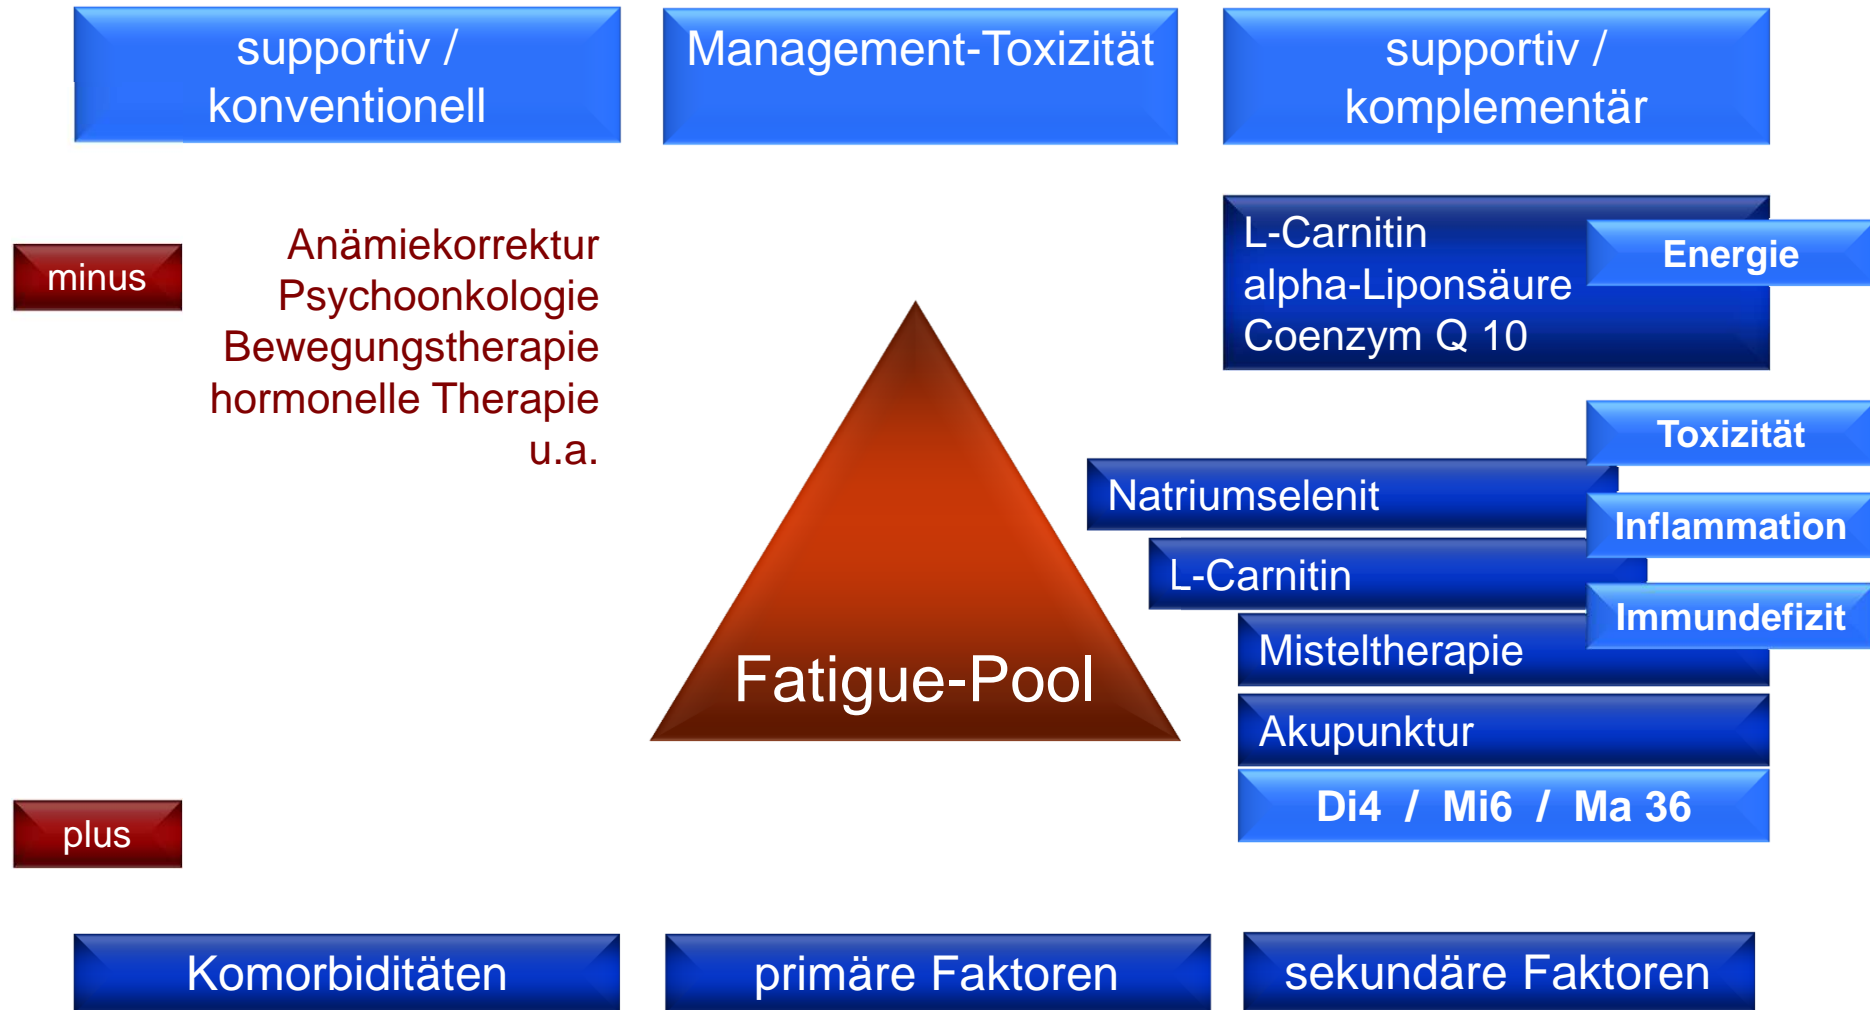 supportiv /
konventionell
Management-Toxizität
supportiv /
komplementär
minus
Anämiekorrektur
Psychoonkologie
Bewegungstherapie
hormonelle Therapie
u.a.
L-Carnitin
alpha-Liponsäure
Coenzym Q 10
Energie
Toxizität
Natriumselenit
Inflammation
L-Carnitin
Immundefizit
Misteltherapie
Fatigue-Pool
Akupunktur
Di4 / Mi6 / Ma 36
plus
Komorbiditäten
primäre Faktoren
sekundäre Faktoren